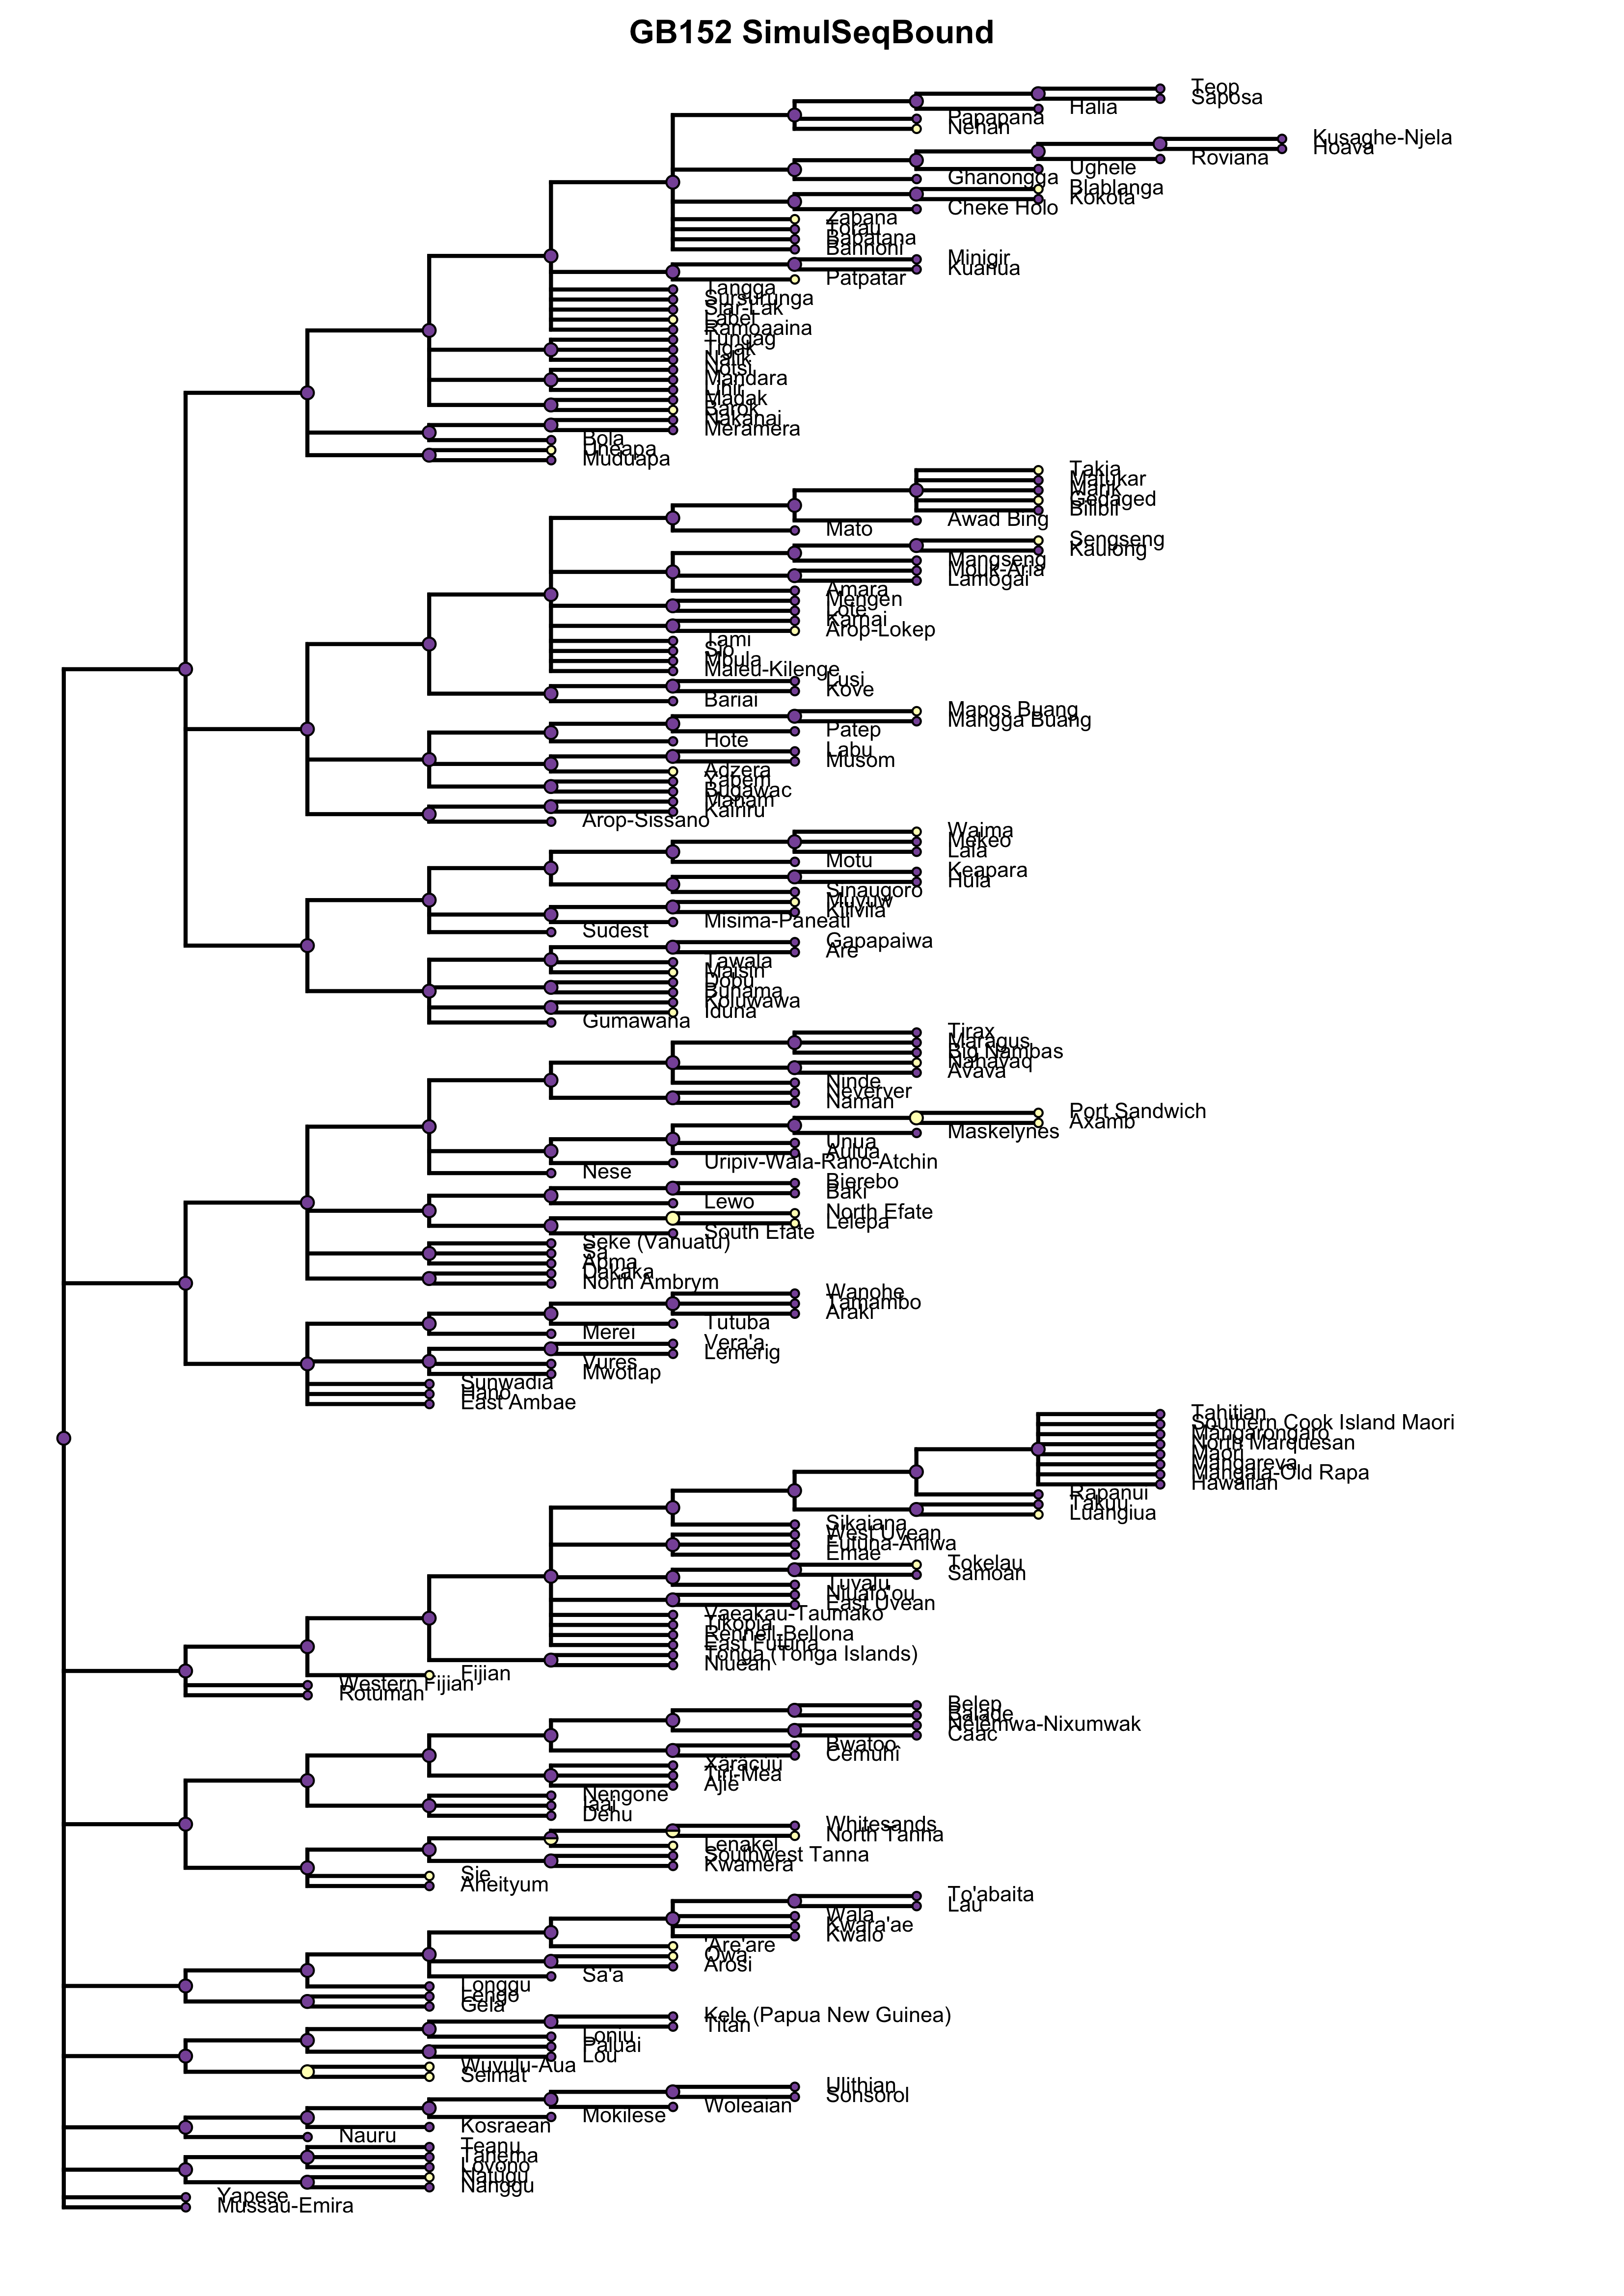 GB152 SimulSeqBound
Teop
Saposa
Halia
Papapana
Nehan
Kusaghe-Njela
Hoava
Roviana
Ughele
Ghanongga
Blablanga
Kokota
Cheke Holo
Zabana
Torau
Babatana
Bannoni
Minigir
Kuanua
Patpatar
Tangga
Sursurunga
Siar-Lak
Label
Ramoaaina
Tungag
Tigak
Nalik
Notsi
Mandara
Lihir
Madak
Barok
Nakanai
Meramera
Bola
Uneapa
Muduapa
Takia
Matukar
Marik
Gedaged
Bilibil
Awad Bing
Mato
Sengseng
Kaulong
Mangseng
Mouk-Aria
Lamogai
Amara
Mengen
Lote
Karnai
Arop-Lokep
Tami
Sio
Mbula
Maleu-Kilenge
Lusi
Kove
Bariai
Mapos Buang
Mangga Buang
Patep
Hote
Labu
Musom
Adzera
Yabem
Bugawac
Manam
Kairiru
Arop-Sissano
Waima
Mekeo
Lala
Motu
Keapara
Hula
Sinaugoro
Muyuw
Kilivila
Misima-Paneati
Sudest
Gapapaiwa
Are
Tawala
Maisin
Dobu
Bunama
Koluwawa
Iduna
Gumawana
Tirax
Maragus
Big Nambas
Nahavaq
Avava
Ninde
Neverver
Naman
Port Sandwich
Axamb
Maskelynes
Unua
Aulua
Uripiv-Wala-Rano-Atchin
Nese
Bierebo
Baki
Lewo
North Efate
Lelepa
South Efate
Seke (Vanuatu)
Sa
Apma
Dakaka
North Ambrym
Wanohe
Tamambo
Araki
Tutuba
Merei
Vera'a
Lemerig
Vures
Mwotlap
Sunwadia
Hano
East Ambae
Tahitian
Southern Cook Island Maori
Mangarongaro
North Marquesan
Maori
Mangareva
Mangaia-Old Rapa
Hawaiian
Rapanui
Takuu
Luangiua
Sikaiana
West Uvean
Futuna-Aniwa
Emae
Tokelau
Samoan
Tuvalu
Niuafo'ou
East Uvean
Vaeakau-Taumako
Tikopia
Rennell-Bellona
East Futuna
Tonga (Tonga Islands)
Niuean
Fijian
Western Fijian
Rotuman
Belep
Balade
Nelemwa-Nixumwak
Caac
Bwatoo
Cemuhî
Xârâcùù
Tiri-Mea
Ajië
Nengone
Iaai
Dehu
Whitesands
North Tanna
Lenakel
Southwest Tanna
Kwamera
Sie
Aneityum
To'abaita
Lau
Wala
Kwara'ae
Kwaio
'Are'are
Owa
Arosi
Sa'a
Longgu
Lengo
Gela
Kele (Papua New Guinea)
Titan
Loniu
Paluai
Lou
Wuvulu-Aua
Seimat
Ulithian
Sonsorol
Woleaian
Mokilese
Kosraean
Nauru
Teanu
Tanema
Lovono
Natugu
Nanggu
Yapese
Mussau-Emira